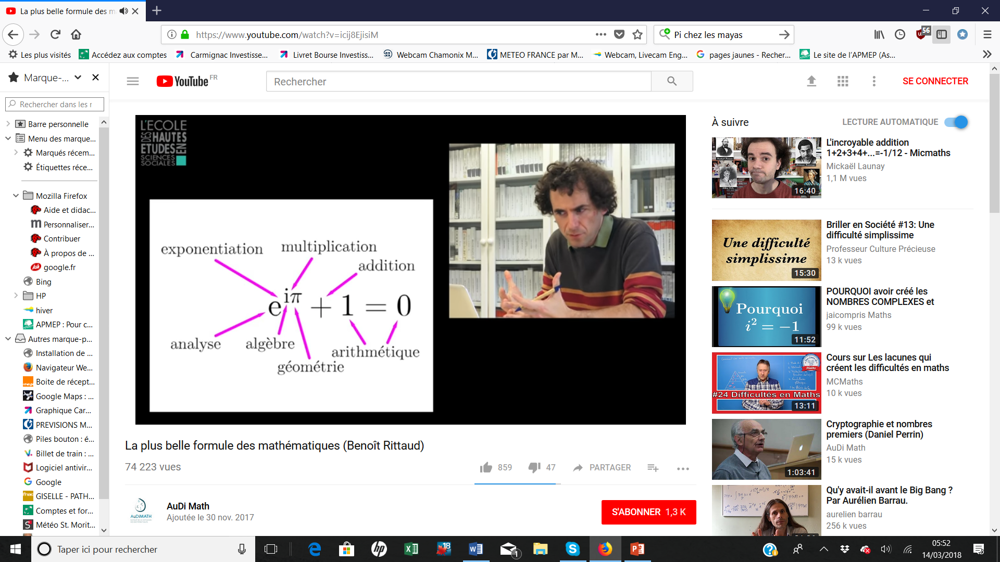 La plus belle formule des m
https://www.youtube.com/watch?v=icij8EjisiM
56
Pi chez les mayas
Les plus visités
Accédez aux comptes
Carmignac Investisse...
Livret Bourse Investiss...
Webcam Chamonix M...
METEO FRANCE par M...
Webcam, Livecam Eng...
pages jaunes - Recher...
Le site de l'APMEP (As...
Marque-...
Rechercher dans les r
Barre personnelle
Menu des marque...
Marqués récem...
Étiquettes réce...
Mozilla Firefox
Aide et didac...
Personnaliser...
Contribuer
À propos de ...
google.fr
Bing
HP
hiver
APMEP : Pour c...
Autres marque-p...
Installation de ...
Navigateur We...
Boite de récept...
Google Maps : ...
Graphique Car...
PREVISIONS M...
Piles bouton : é...
Billet de train : ...
Logiciel antivir...
Google
GISELLE - PATH...
Comptes et for...
Météo St. Morit...
YouTube FR
Rechercher
SE CONNECTER
L'ECOLE
DES HAUTES
ETUDES EN
SCIENCES
SOCIALES
exponentiation
multiplication
addition
e^{iπ} + 1 = 0
analyse
algèbre
arithmétique
géométrie
La plus belle formule des mathématiques (Benoît Rittaud)
74 223 vues
859
47
PARTAGER
AuDiMATH
AuDi Math
Ajoutée le 30 nov. 2017
S'ABONNER 1,3 K
À suivre
LECTURE AUTOMATIQUE
16:40
L'incroyable addition
1+2+3+4+...=-1/12 - Micmaths
Mickaël Launay
1,1 M vues
Une difficulté
simplissime
15:30
Briller en Société #13: Une
difficulté simplissime
Professeur Culture Précieuse
13 k vues
Pourquoi
i² = −1
11:52
POURQUOI avoir créé les
NOMBRES COMPLEXES et
jaicompris Maths
99 k vues
Maths
#24 Difficultés en Maths
13:11
Cours sur Les lacunes qui
créent les difficultés en maths
MCMaths
10 k vues
1:03:41
Cryptographie et nombres
premiers (Daniel Perrin)
AuDi Math
15 k vues
Qu'y avait-il avant le Big Bang ?
Par Aurélien Barrau.
aurelien barrau
256 k vues
Taper ici pour rechercher
18
1
05:52
14/03/2018